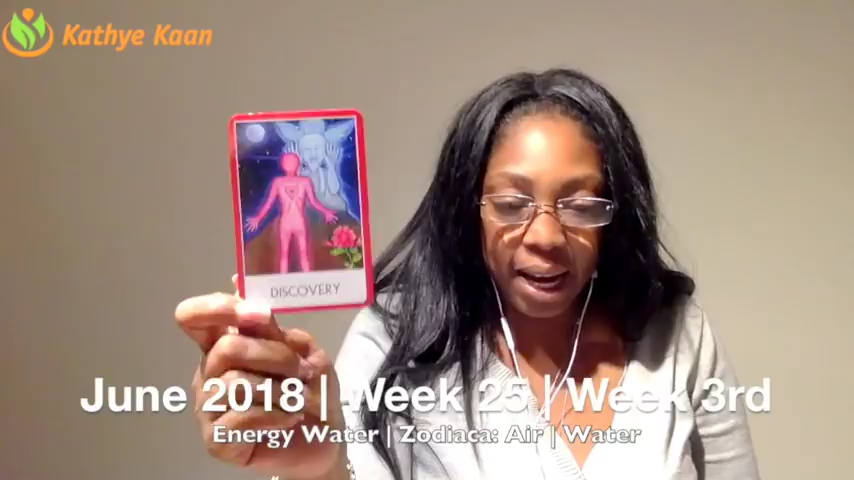 Kathye Kaan
DISCOVERY
June 2018 | Week 25 | Week 3rd
Energy Water | Zodiaca: Air | Water